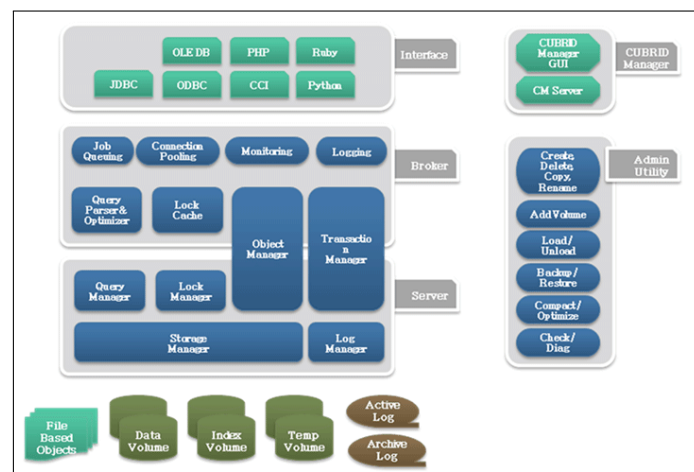 OLE DB
PHP
Ruby
JDBC
ODBC
CCI
Python
Interface
CUBRID
Manager
GUI
CM Server
CUBRID
Manager
Job
Queuing
Connection
Pooling
Monitoring
Logging
Broker
Query
Parser&
Optimizer
Lock
Cache
Object
Manager
Transactio
n
Manager
Query
Manager
Lock
Manager
Server
Storage
Manager
Log
Manager
Create,
Delete,
Copy,
Rename
Admin
Utility
Add Volume
Load/
Unload
Backup/
Restore
Compact/
Optimize
Check/
Diag
File
Based
Objects
Data
Volume
Index
Volume
Temp
Volume
Active
Log
Archive
Log